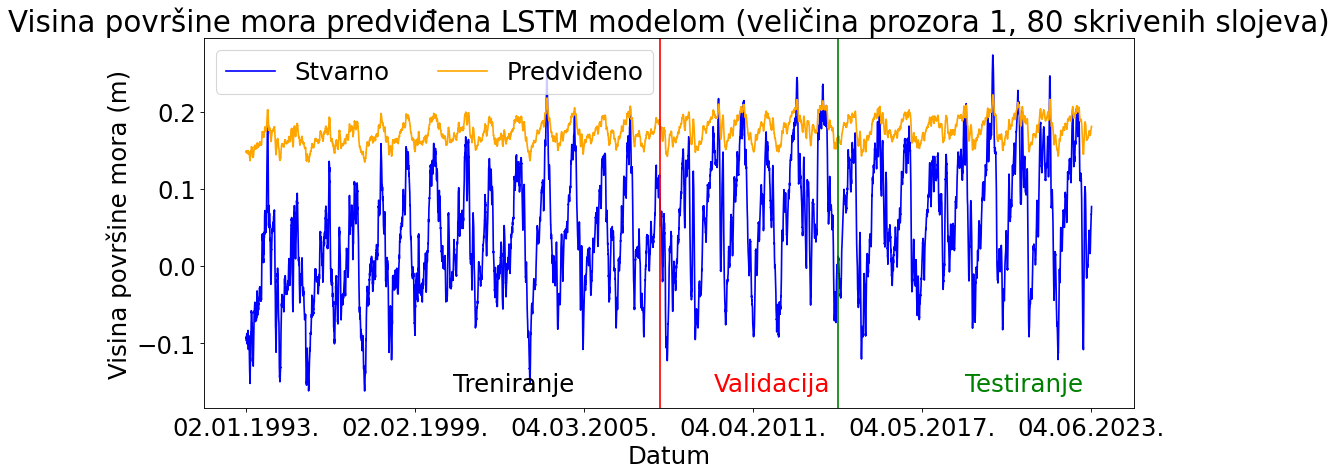 Visina površine mora predviđena LSTM modelom (veličina prozora 1, 80 skrivenih slojeva)
Stvarno
Predviđeno
Visina površine mora (m)
0.2
0.1
0.0
−0.1
Treniranje
Validacija
Testiranje
02.01.1993.
02.02.1999.
04.03.2005.
04.04.2011.
04.05.2017.
04.06.2023.
Datum